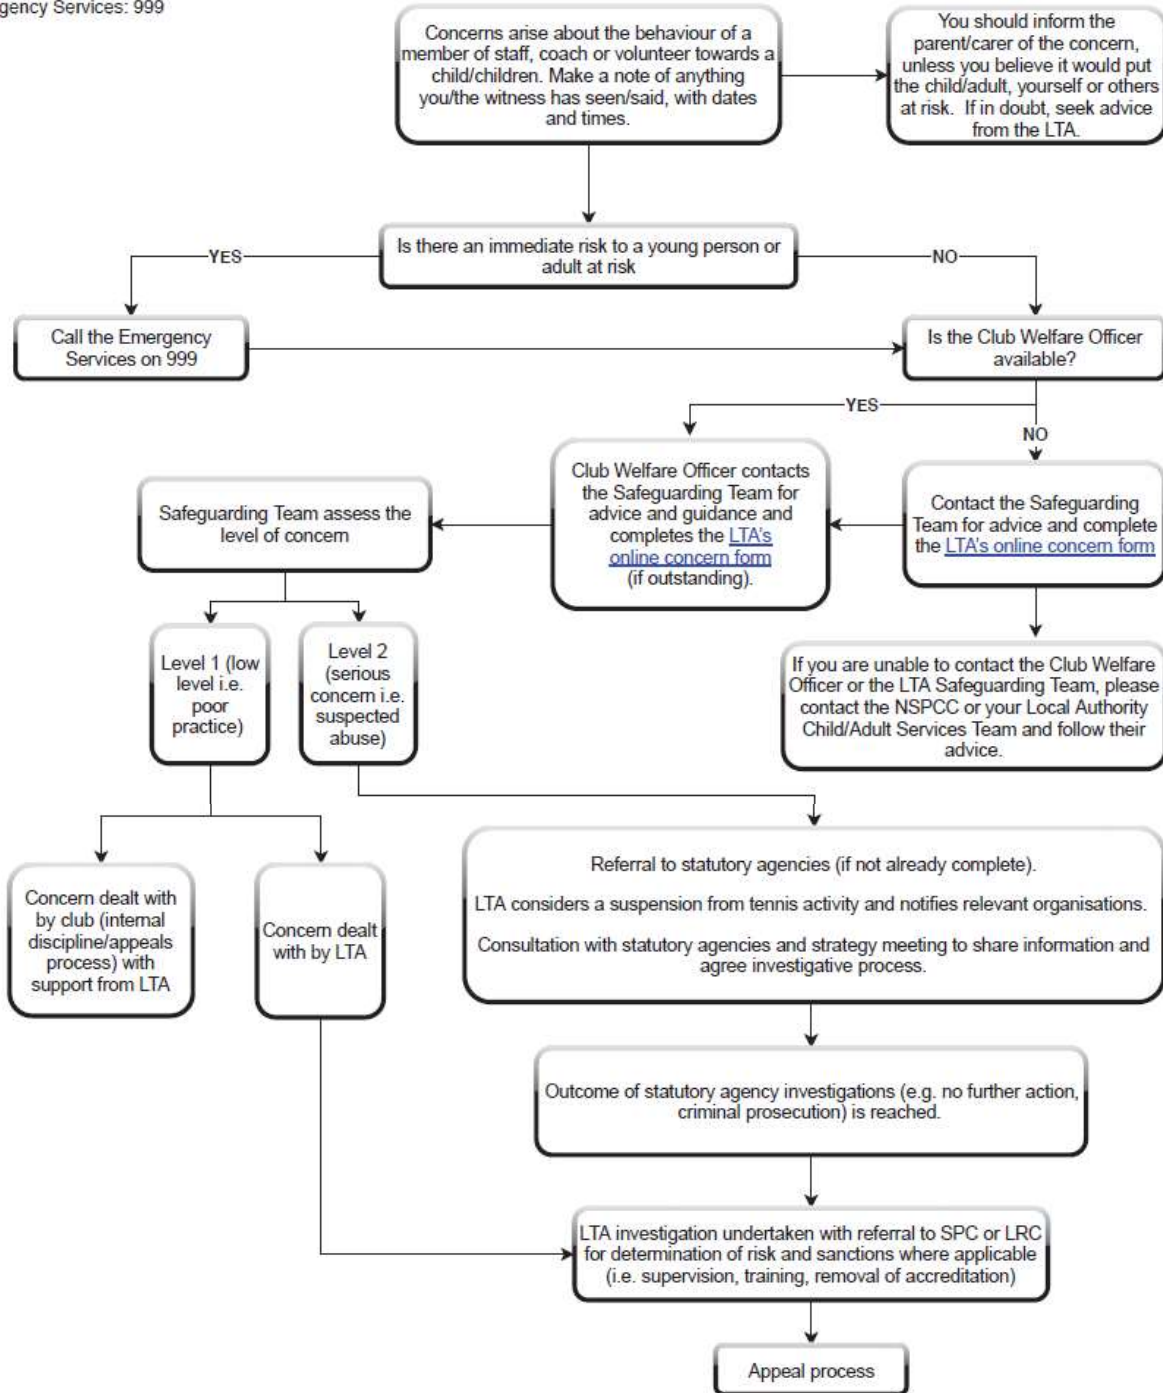 gency Services: 999
Concerns arise about the behaviour of a
member of staff, coach or volunteer towards a
child/children. Make a note of anything
you/the witness has seen/said, with dates
and times.
You should inform the
parent/carer of the concern,
unless you believe it would put
the child/adult, yourself or others
at risk. If in doubt, seek advice
from the LTA.
Is there an immediate risk to a young person or
adult at risk
YES
NO
Call the Emergency
Services on 999
Is the Club Welfare Officer
available?
YES
NO
Safeguarding Team assess the
level of concern
Club Welfare Officer contacts
the Safeguarding Team for
advice and guidance and
completes the LTA's
online concern form
(if outstanding).
Contact the Safeguarding
Team for advice and complete
the LTA's online concern form
Level 1 (low
level i.e.
poor
practice)
Level 2
(serious
concern i.e.
suspected
abuse)
If you are unable to contact the Club Welfare
Officer or the LTA Safeguarding Team, please
contact the NSPCC or your Local Authority
Child/Adult Services Team and follow their
advice.
Concern dealt with
by club (internal
discipline/appeals
process) with
support from LTA
Concern dealt
with by LTA
Referral to statutory agencies (if not already complete).
LTA considers a suspension from tennis activity and notifies relevant organisations.
Consultation with statutory agencies and strategy meeting to share information and
agree investigative process.
Outcome of statutory agency investigations (e.g. no further action,
criminal prosecution) is reached.
LTA investigation undertaken with referral to SPC or LRC
for determination of risk and sanctions where applicable
(i.e. supervision, training, removal of accreditation)
Appeal process